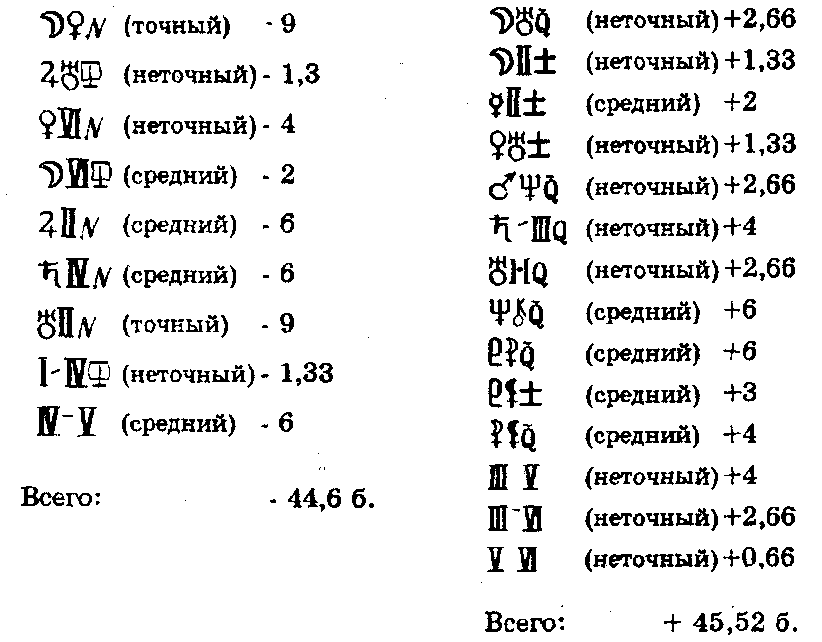 ☽♀N (точный) - 9
♃♅🕀 (неточный) - 1,3
♀VII N (неточный) - 4
☽VI (средний) - 2
♃II N (средний) - 6
♄IV N (средний) - 6
♅II N (точный) - 9
I-IV (неточный) - 1,33
IV-V (средний) - 6
Всего: - 44,6 б.
☽♅Q̄ (неточный) +2,66
☽II± (неточный) +1,33
☿II± (средний) +2
♀♅± (неточный) +1,33
♂♆Q̄ (неточный) +2,66
♄-IIIQ (неточный) +4
♅Q (неточный) +2,66
♆⚷Q̄ (средний) +6
Q̄ (средний) +6
± (средний) +3
Q̄ (средний) +4
III V (неточный) +4
III-VI (неточный) +2,66
V VI (неточный) +0,66
Всего: + 45,52 б.